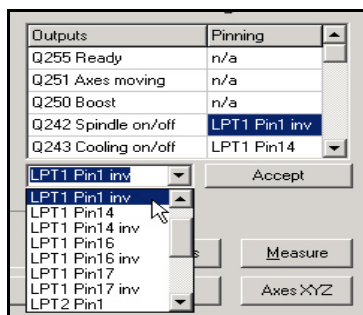 Outputs Pinning
Q255 Ready n/a
Q251 Axes moving n/a
Q250 Boost n/a
Q242 Spindle on/off LPT1 Pin1 inv
Q243 Cooling on/off LPT1 Pin14
LPT1 Pin1 inv Accept
LPT1 Pin1 inv
LPT1 Pin14
LPT1 Pin14 inv
LPT1 Pin16
LPT1 Pin16 inv
LPT1 Pin17
LPT1 Pin17 inv
LPT2 Pin1
Measure
Axes XYZ